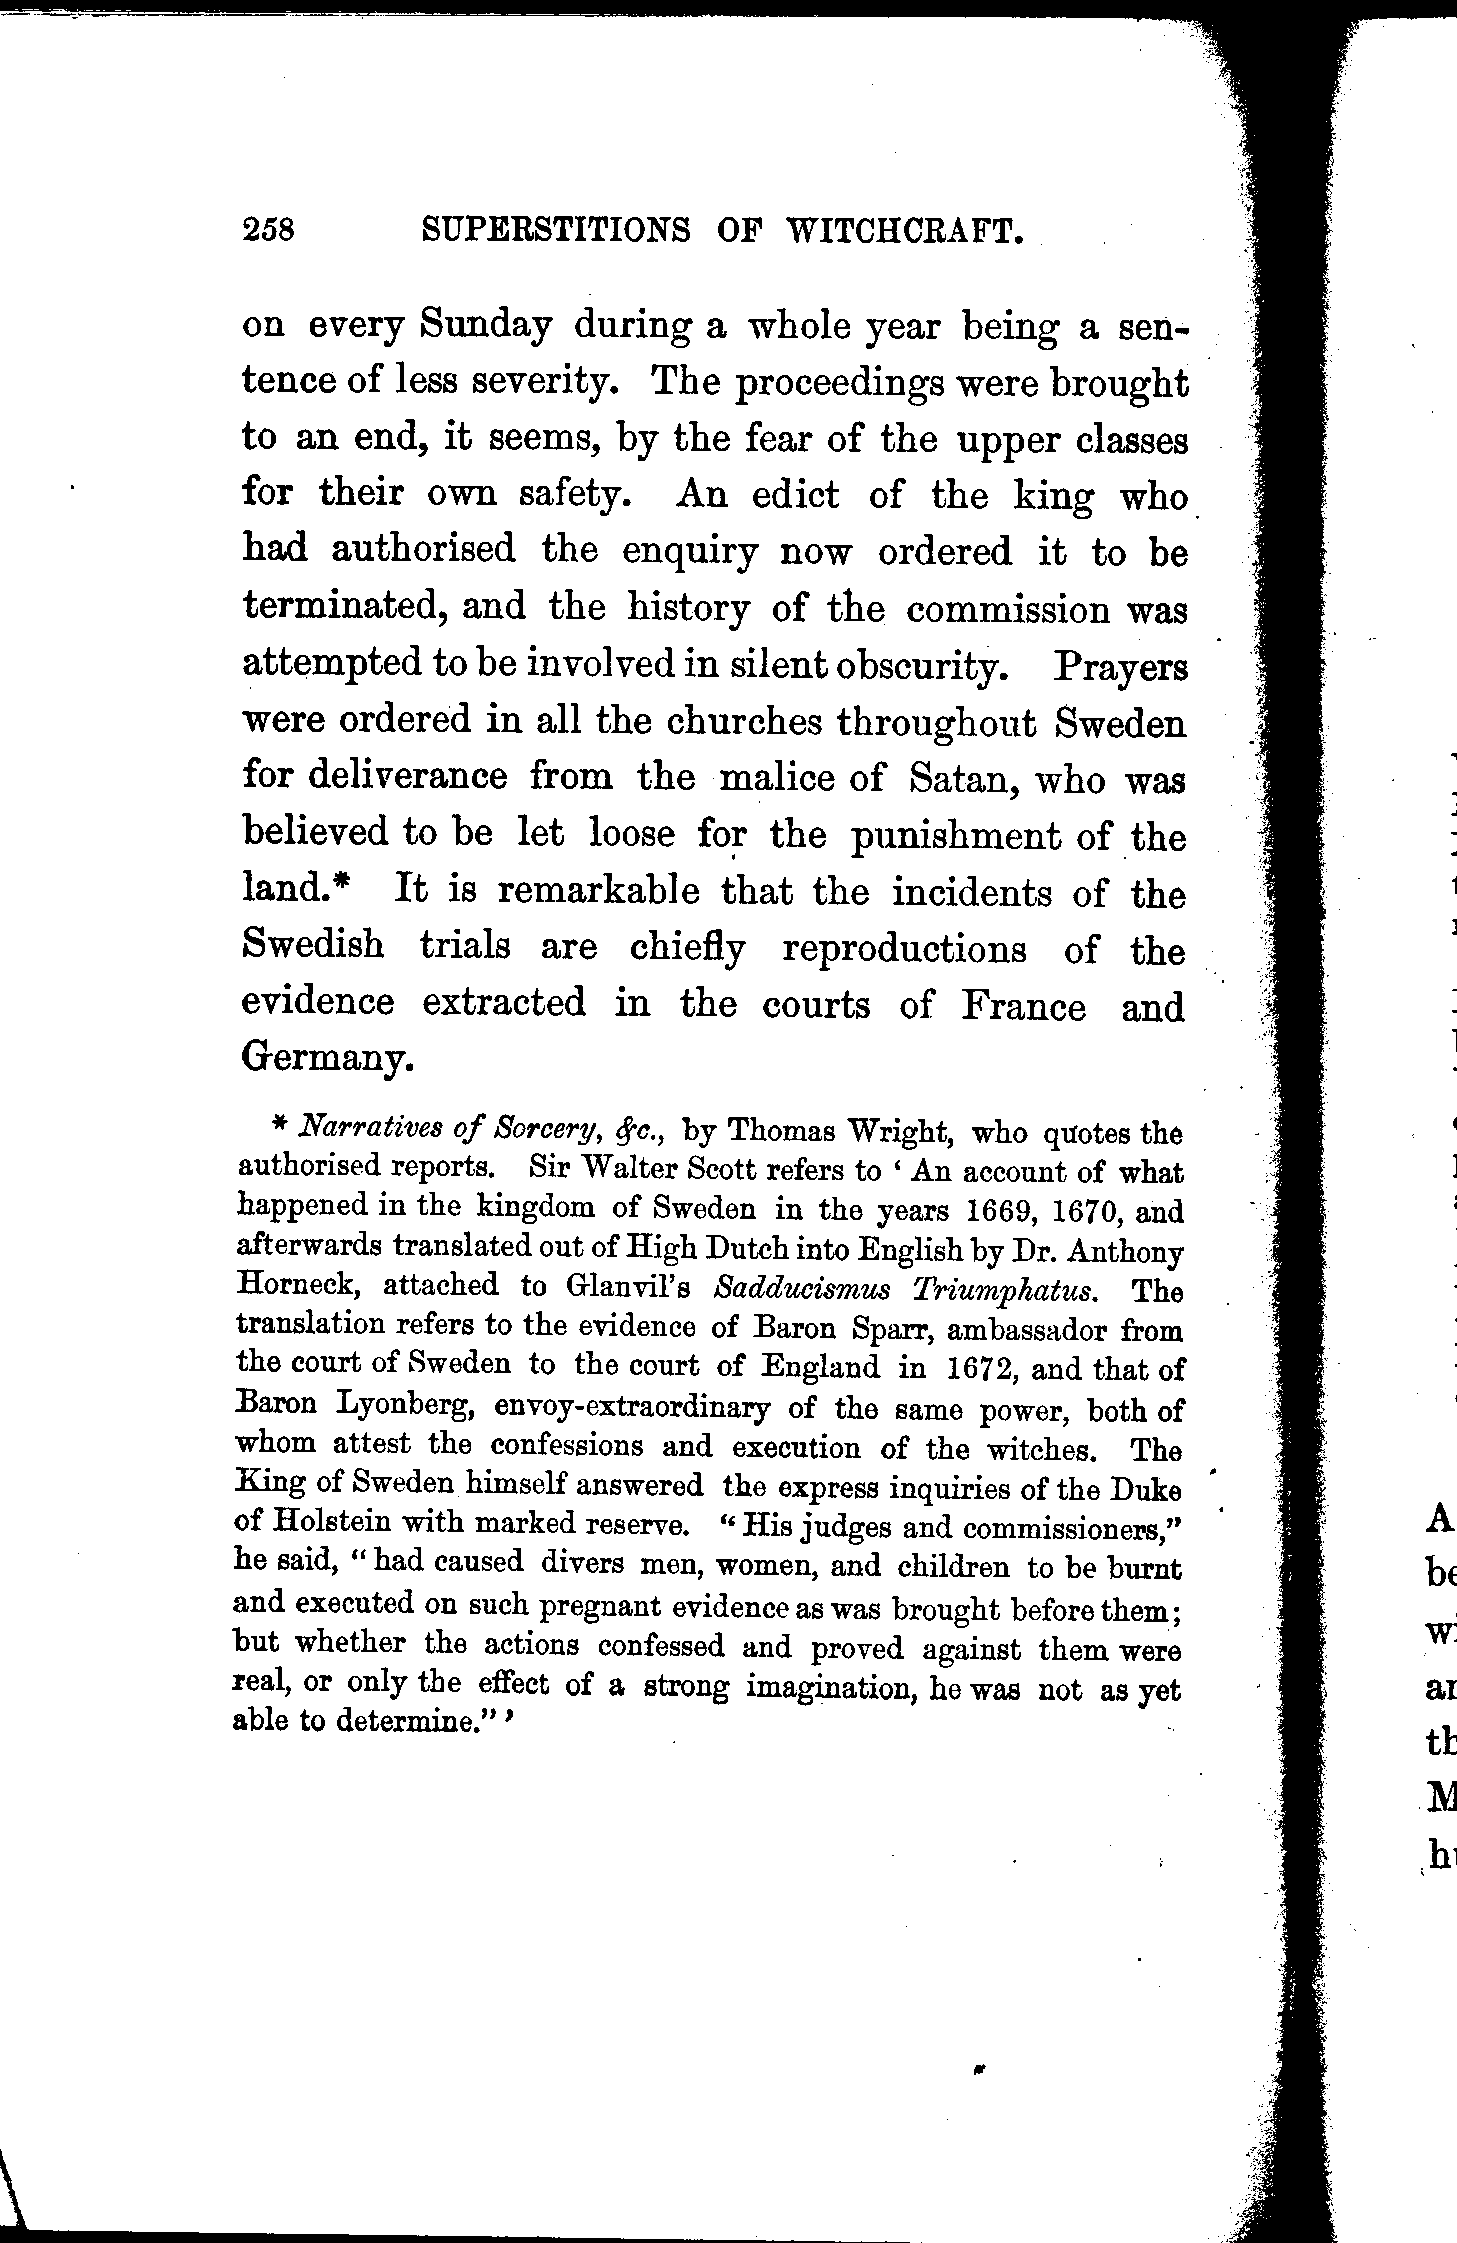 258 SUPERSTITIONS OF WITCHCRAFT.
on every Sunday during a whole year being a sen-
tence of less severity. The proceedings were brought
to an end, it seems, by the fear of the upper classes
for their own safety. An edict of the king who
had authorised the enquiry now ordered it to be
terminated, and the history of the commission was
attempted to be involved in silent obscurity. Prayers
were ordered in all the churches throughout Sweden
for deliverance from the malice of Satan, who was
believed to be let loose for the punishment of the
land.* It is remarkable that the incidents of the
Swedish trials are chiefly reproductions of the
evidence extracted in the courts of France and
Germany.
* Narratives of Sorcery, &c., by Thomas Wright, who quotes the
authorised reports. Sir Walter Scott refers to ‘ An account of what
happened in the kingdom of Sweden in the years 1669, 1670, and
afterwards translated out of High Dutch into English by Dr. Anthony
Horneck, attached to Glanvil's Sadducismus Triumphatus. The
translation refers to the evidence of Baron Sparr, ambassador from
the court of Sweden to the court of England in 1672, and that of
Baron Lyonberg, envoy-extraordinary of the same power, both of
whom attest the confessions and execution of the witches. The
King of Sweden himself answered the express inquiries of the Duke
of Holstein with marked reserve. “ His judges and commissioners,”
he said, “ had caused divers men, women, and children to be burnt
and executed on such pregnant evidence as was brought before them;
but whether the actions confessed and proved against them were
real, or only the effect of a strong imagination, he was not as yet
able to determine.” ’